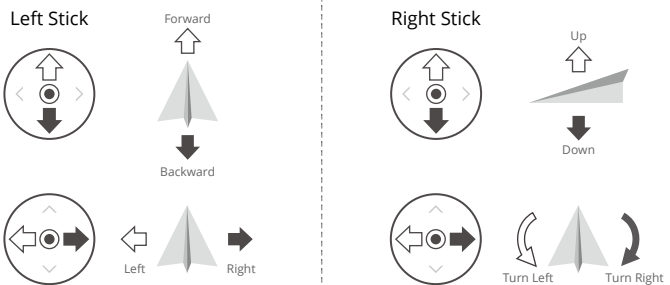 Left Stick
Forward
Backward
Left
Right
Right Stick
Up
Down
Turn Left
Turn Right